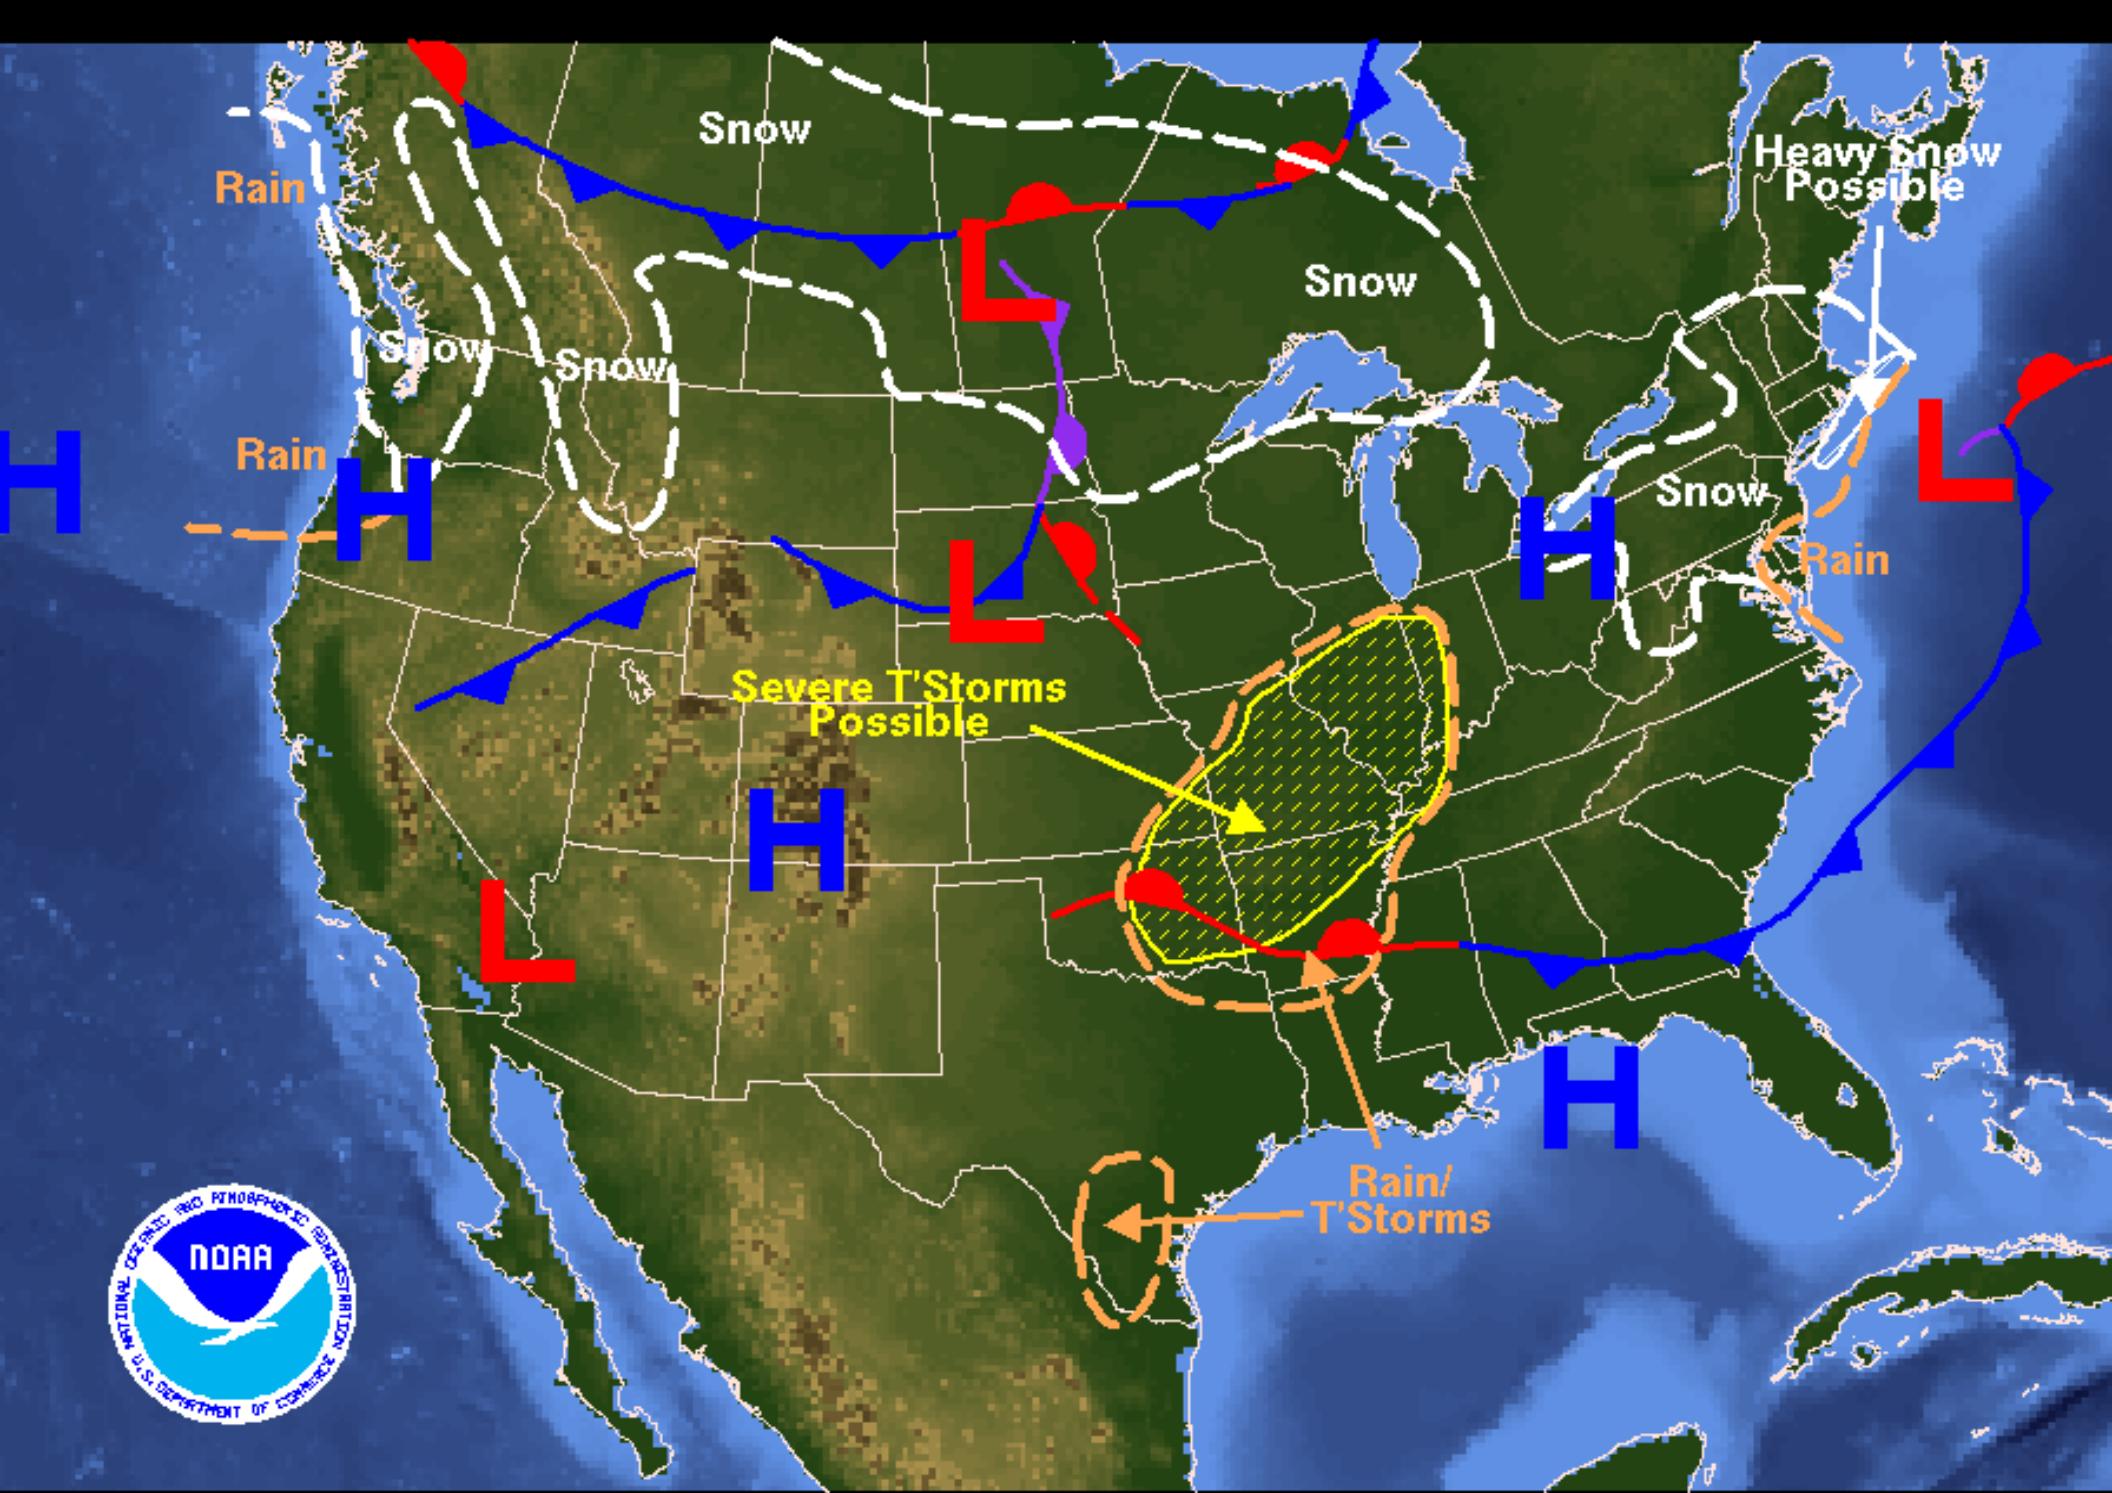 Snow
Heavy Snow
Possible
Rain
Snow
Snow
Snow
H
Rain
H
L
L
Snow
H
Rain
L
Severe T'Storms
Possible
H
L
H
Rain/
T'Storms
NATIONAL OCEANIC AND ATMOSPHERIC ADMINISTRATION
NOAA
U.S. DEPARTMENT OF COMMERCE